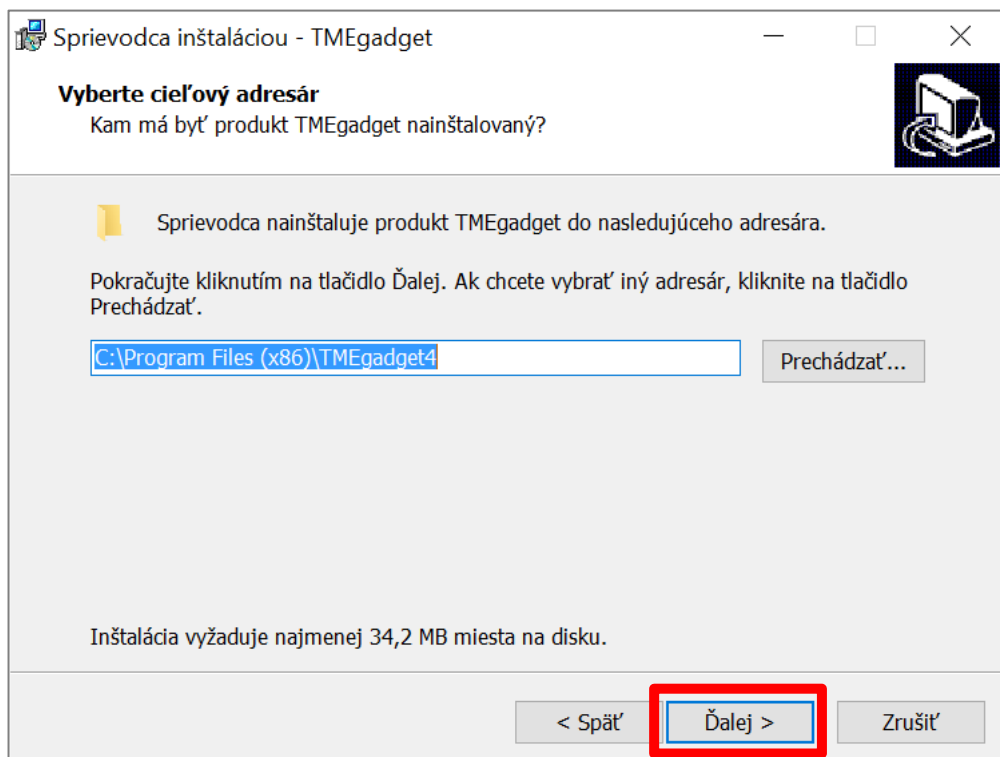 Sprievodca inštaláciou - TMEgadget
Vyberte cieľový adresár
Kam má byť produkt TMEgadget nainštalovaný?
Sprievodca nainštaluje produkt TMEgadget do nasledujúceho adresára.
Pokračujte kliknutím na tlačidlo Ďalej. Ak chcete vybrať iný adresár, kliknite na tlačidlo
Prechádzať.
C:\Program Files (x86)\TMEgadget4
Prechádzať...
Inštalácia vyžaduje najmenej 34,2 MB miesta na disku.
< Späť
Ďalej >
Zrušiť